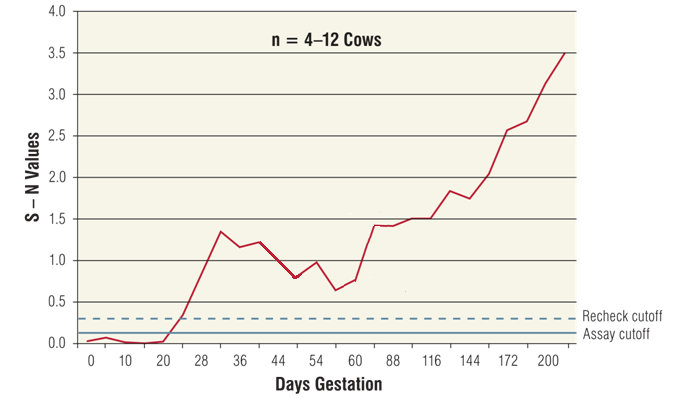 n = 4–12 Cows
S – N Values
4.0
3.5
3.0
2.5
2.0
1.5
1.0
0.5
0.0
Recheck cutoff
Assay cutoff
0 10 20 28 36 44 54 60 88 116 144 172 200
Days Gestation